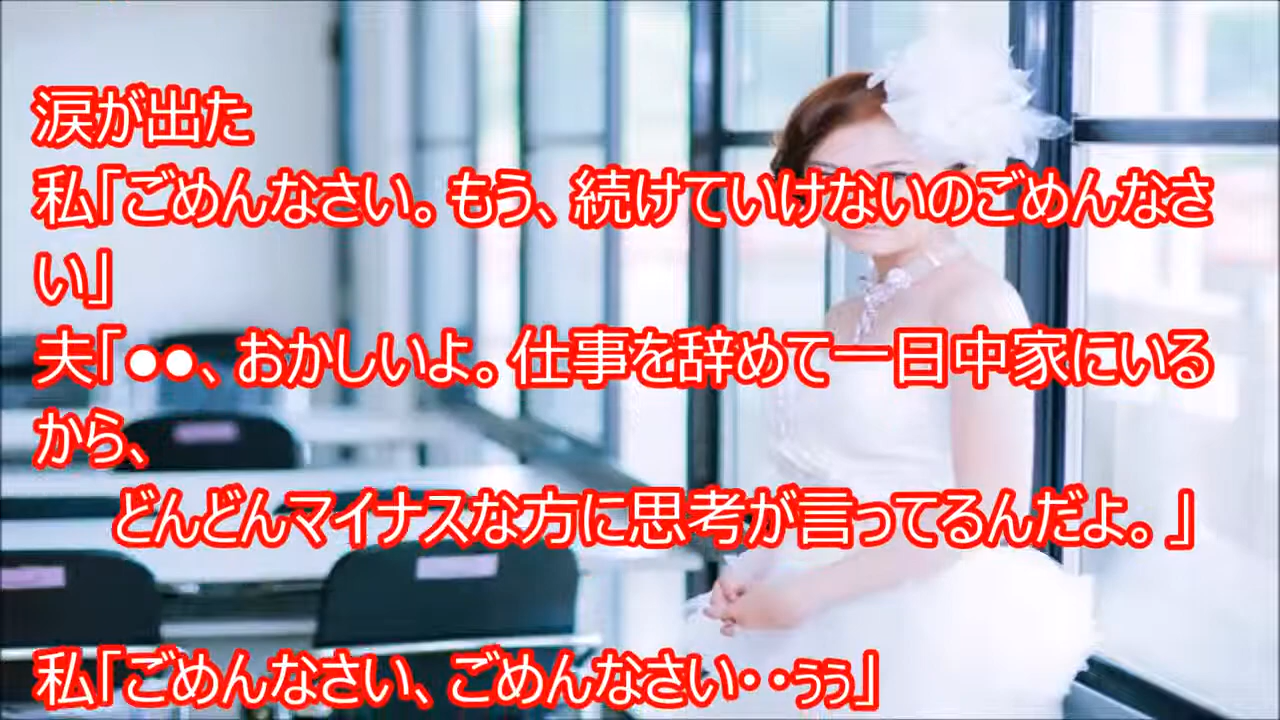 涙が出た
私「ごめんなさい。もう、続けていけないのごめんなさ
い」
夫「●●、おかしいよ。仕事を辞めて一日中家にいる
から、
どんどんマイナスな方に思考が言ってるんだよ。」
私「ごめんなさい、ごめんなさい・・ぅぅ」